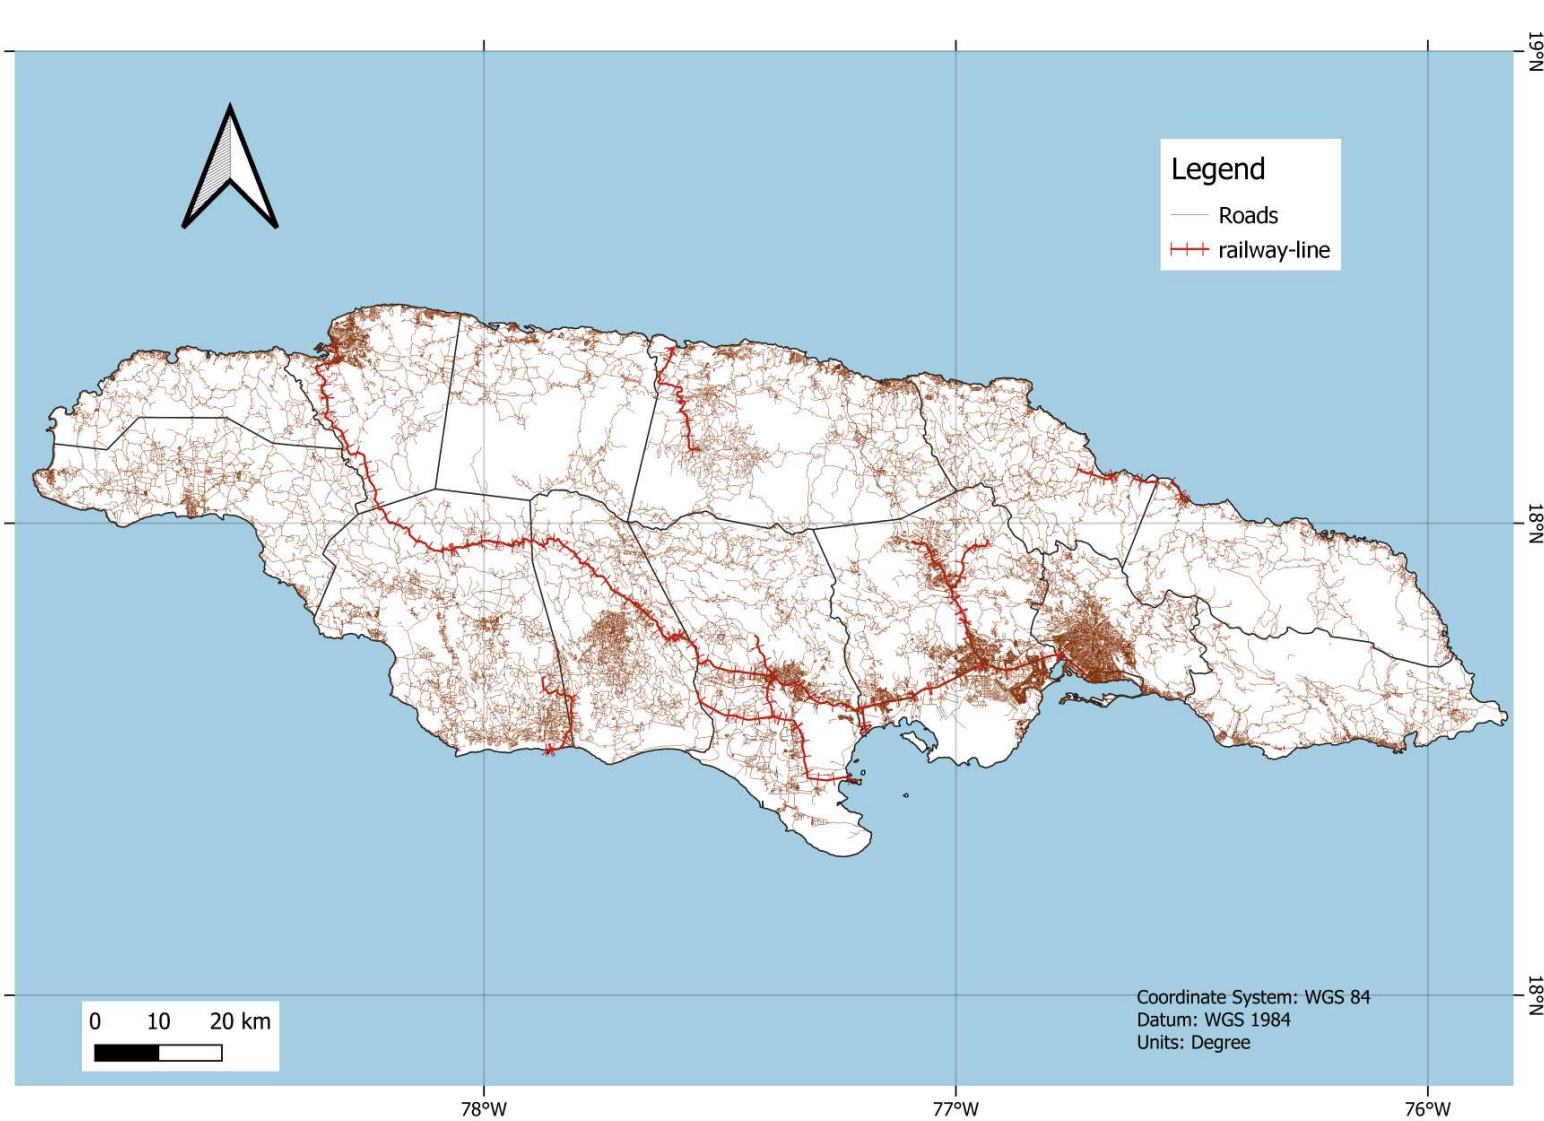 19°N
Legend
Roads
railway-line
18°N
Coordinate System: WGS 84
Datum: WGS 1984
Units: Degree
18°N
0 10 20 km
78°W 77°W 76°W